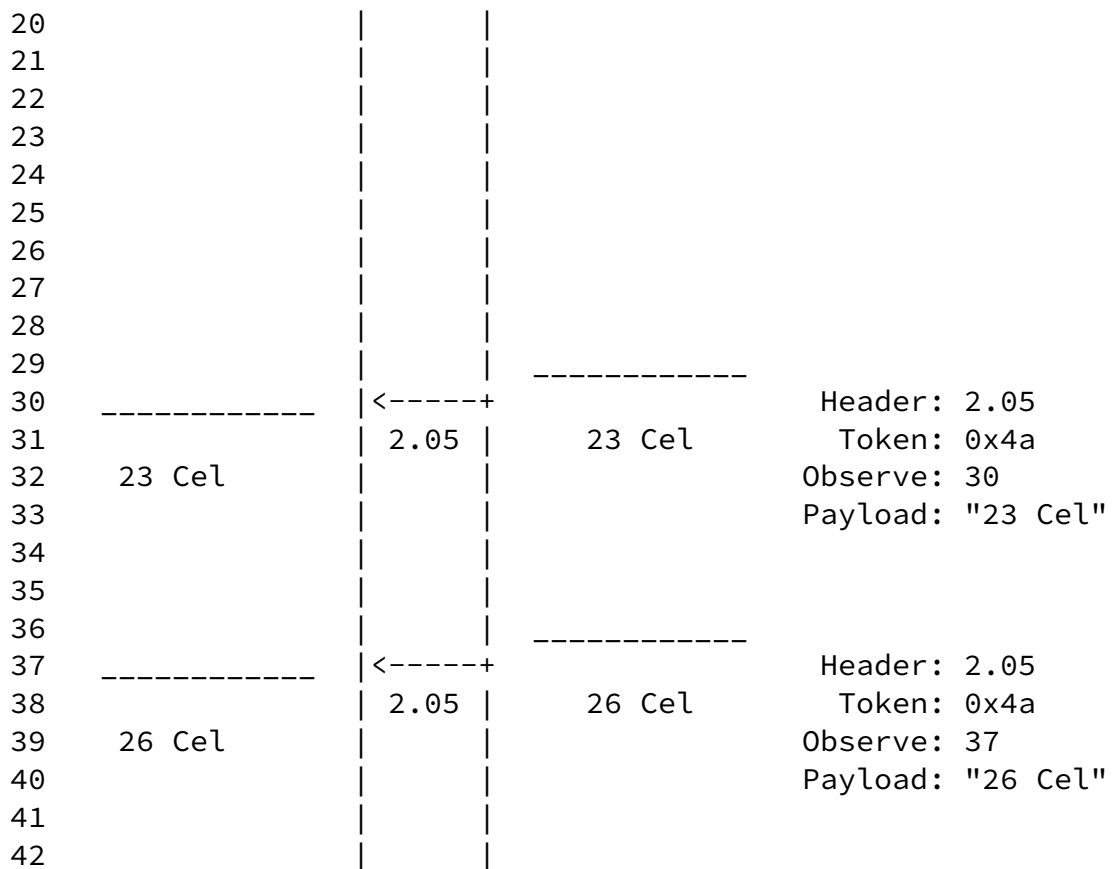 20                   |      |
21                   |      |
22                   |      |
23                   |      |
24                   |      |
25                   |      |
26                   |      |
27                   |      |
28                   |      |
29                   |      |  ____________
30     ____________  |<-----+                  Header: 2.05
31                   | 2.05 |     23 Cel        Token: 0x4a
32      23 Cel       |      |                 Observe: 30
33                   |      |                 Payload: "23 Cel"
34                   |      |
35                   |      |
36                   |      |  ____________
37     ____________  |<-----+                  Header: 2.05
38                   | 2.05 |     26 Cel        Token: 0x4a
39      26 Cel       |      |                 Observe: 37
40                   |      |                 Payload: "26 Cel"
41                   |      |
42                   |      |